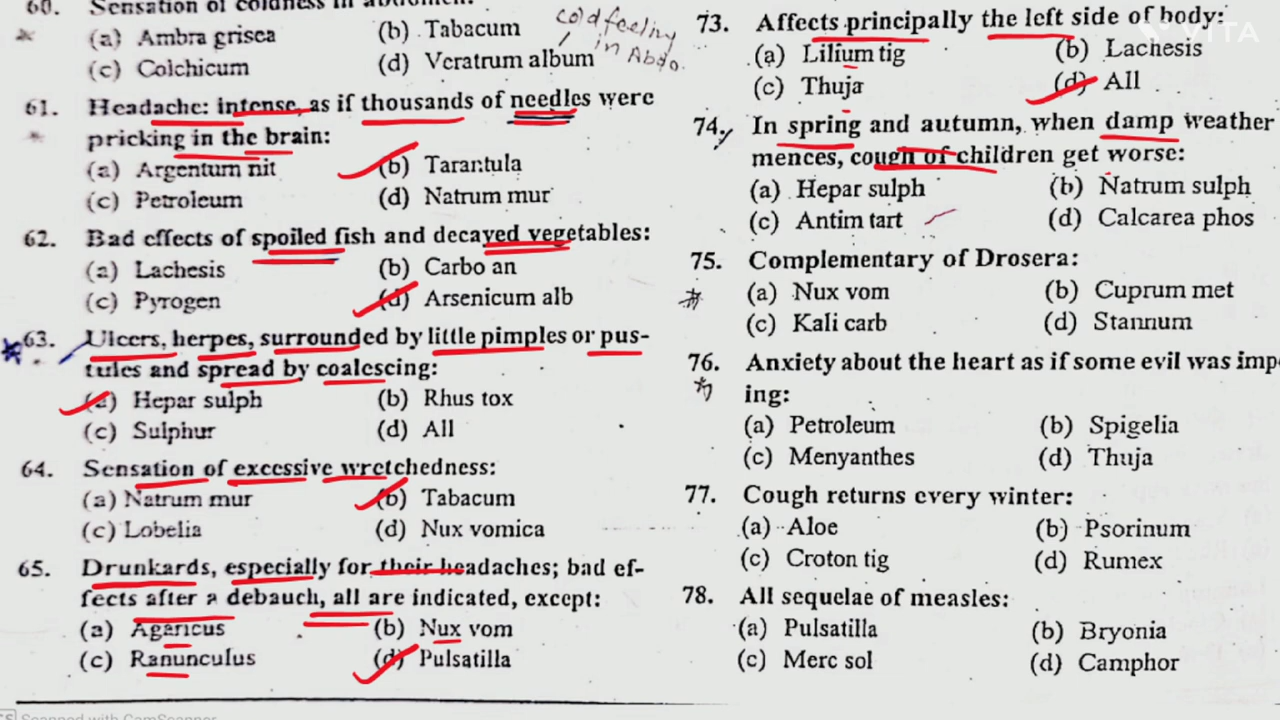 60. Sensation of coldness in abdomen:
(a) Ambra grisea (b) Tabacum
(c) Colchicum (d) Veratrum album
cold feeling
in Abdo.
61. Headache: intense, as if thousands of needles were
pricking in the brain:
(a) Argentum nit (b) Tarantula
(c) Petroleum (d) Natrum mur
62. Bad effects of spoiled fish and decayed vegetables:
(a) Lachesis (b) Carbo an
(c) Pyrogen (d) Arsenicum alb
63. Ulcers, herpes, surrounded by little pimples or pus-
tules and spread by coalescing:
(a) Hepar sulph (b) Rhus tox
(c) Sulphur (d) All
64. Sensation of excessive wretchedness:
(a) Natrum mur (b) Tabacum
(c) Lobelia (d) Nux vomica
65. Drunkards, especially for their headaches; bad ef-
fects after a debauch, all are indicated, except:
(a) Agaricus (b) Nux vom
(c) Ranunculus (d) Pulsatilla
Scanned with CamScanner
73. Affects principally the left side of body:
(a) Lilium tig (b) Lachesis
(c) Thuja (d) All
VITA
74. In spring and autumn, when damp weather
mences, cough of children get worse:
(a) Hepar sulph (b) Natrum sulph
(c) Antim tart (d) Calcarea phos
75. Complementary of Drosera:
(a) Nux vom (b) Cuprum met
(c) Kali carb (d) Stannum
76. Anxiety about the heart as if some evil was imp
ing:
(a) Petroleum (b) Spigelia
(c) Menyanthes (d) Thuja
77. Cough returns every winter:
(a) Aloe (b) Psorinum
(c) Croton tig (d) Rumex
78. All sequelae of measles:
(a) Pulsatilla (b) Bryonia
(c) Merc sol (d) Camphor